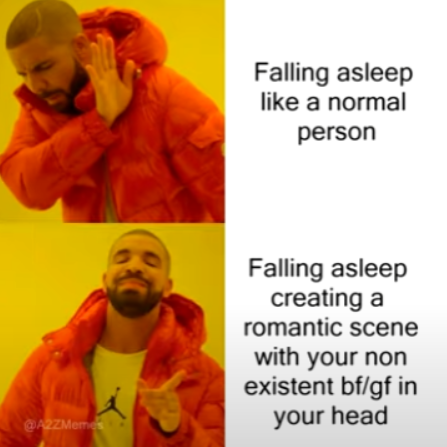 Falling asleep
like a normal
person
Falling asleep
creating a
romantic scene
with your non
existent bf/gf in
your head
@A2ZMemes